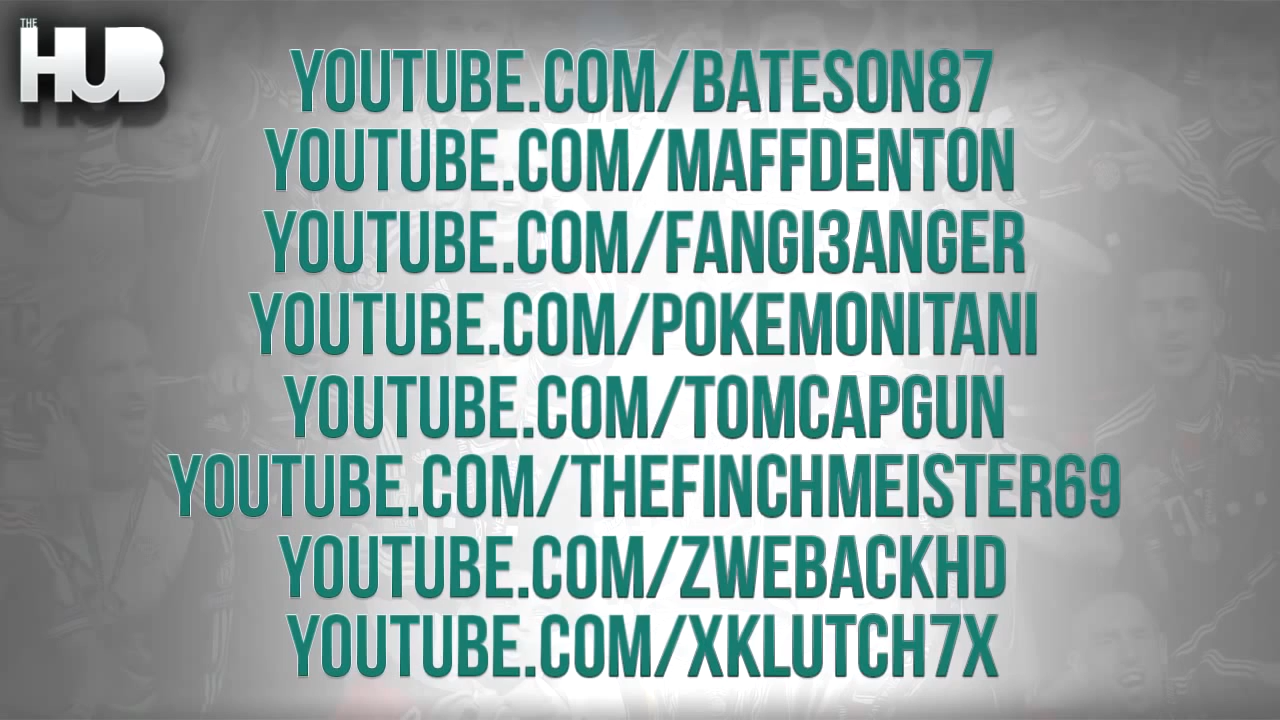 THE
HUB
YOUTUBE.COM/BATESON87
YOUTUBE.COM/MAFFDENTON
YOUTUBE.COM/FANGI3ANGER
YOUTUBE.COM/POKEMONITANI
YOUTUBE.COM/TOMCAPGUN
YOUTUBE.COM/THEFINCHMEISTER69
YOUTUBE.COM/ZWEBACKHD
YOUTUBE.COM/XKLUTCH7X